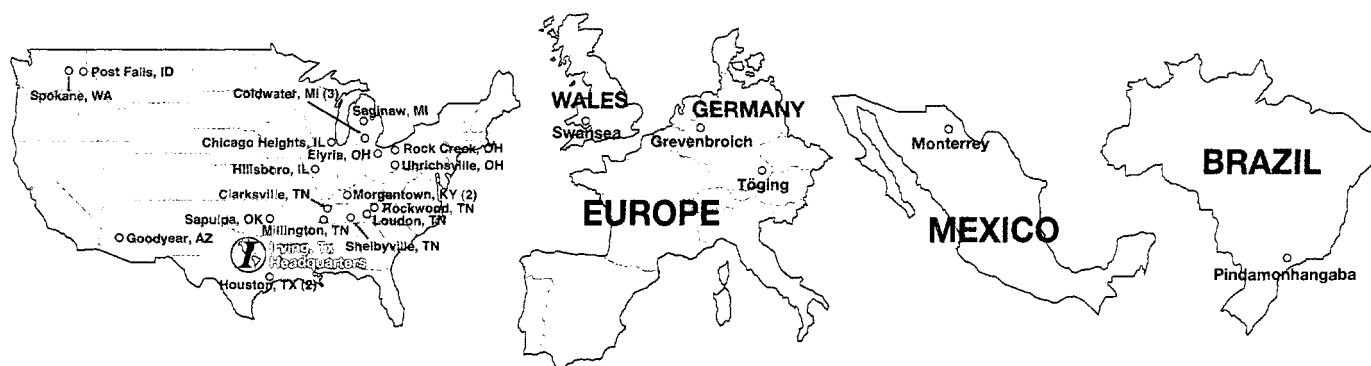 Post Falls, ID
Spokane, WA
Coldwater, MI (3)
Saginaw, MI
Chicago Heights, IL
Elyria, OH
Rock Creek, OH
Uhrichsville, OH
Hillsboro, IL
Clarksville, TN
Morgantown, KY (2)
Rockwood, TN
Sapulpa, OK
Loudon, TN
Millington, TN
Shelbyville, TN
Goodyear, AZ
I
Irving, Tx
Headquarters
Houston, TX (2)
WALES
Swansea
GERMANY
Grevenbroich
Töging
EUROPE
Monterrey
MEXICO
BRAZIL
Pindamonhangaba